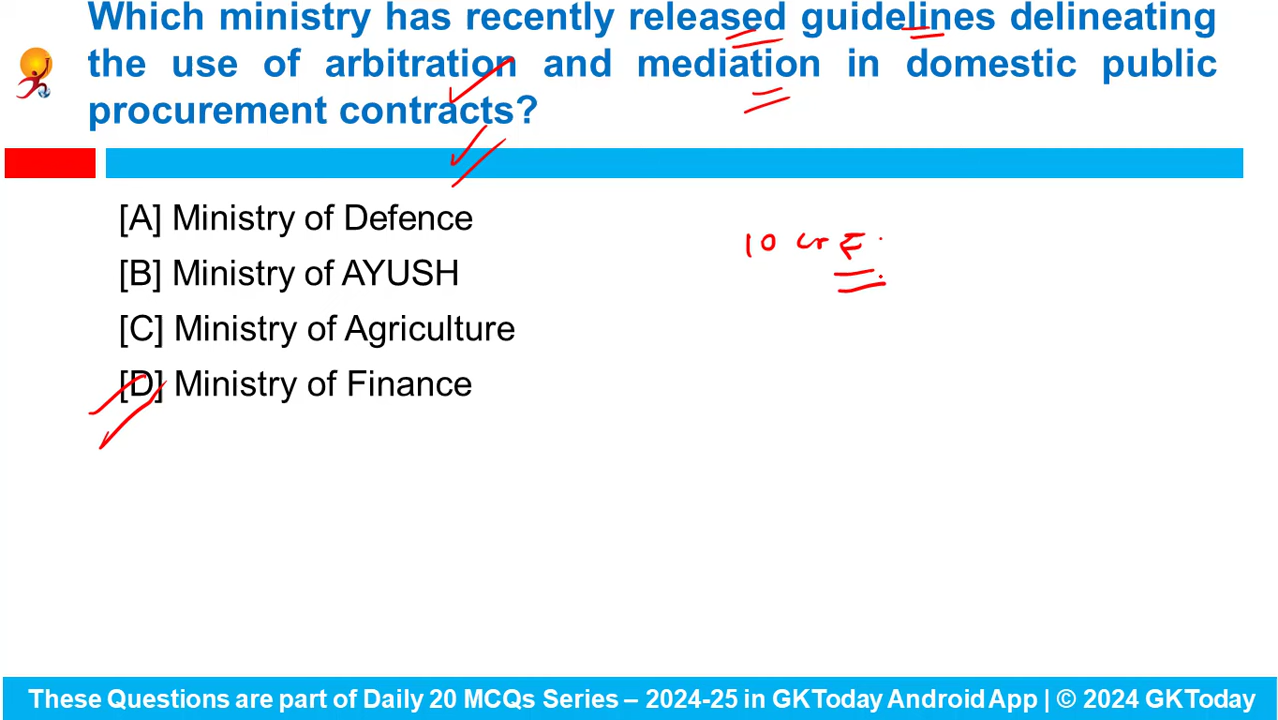 Which ministry has recently released guidelines delineating
the use of arbitration and mediation in domestic public
procurement contracts?
[A] Ministry of Defence
10 cr
[B] Ministry of AYUSH
[C] Ministry of Agriculture
[D] Ministry of Finance
These Questions are part of Daily 20 MCQs Series – 2024-25 in GKToday Android App | © 2024 GKToday